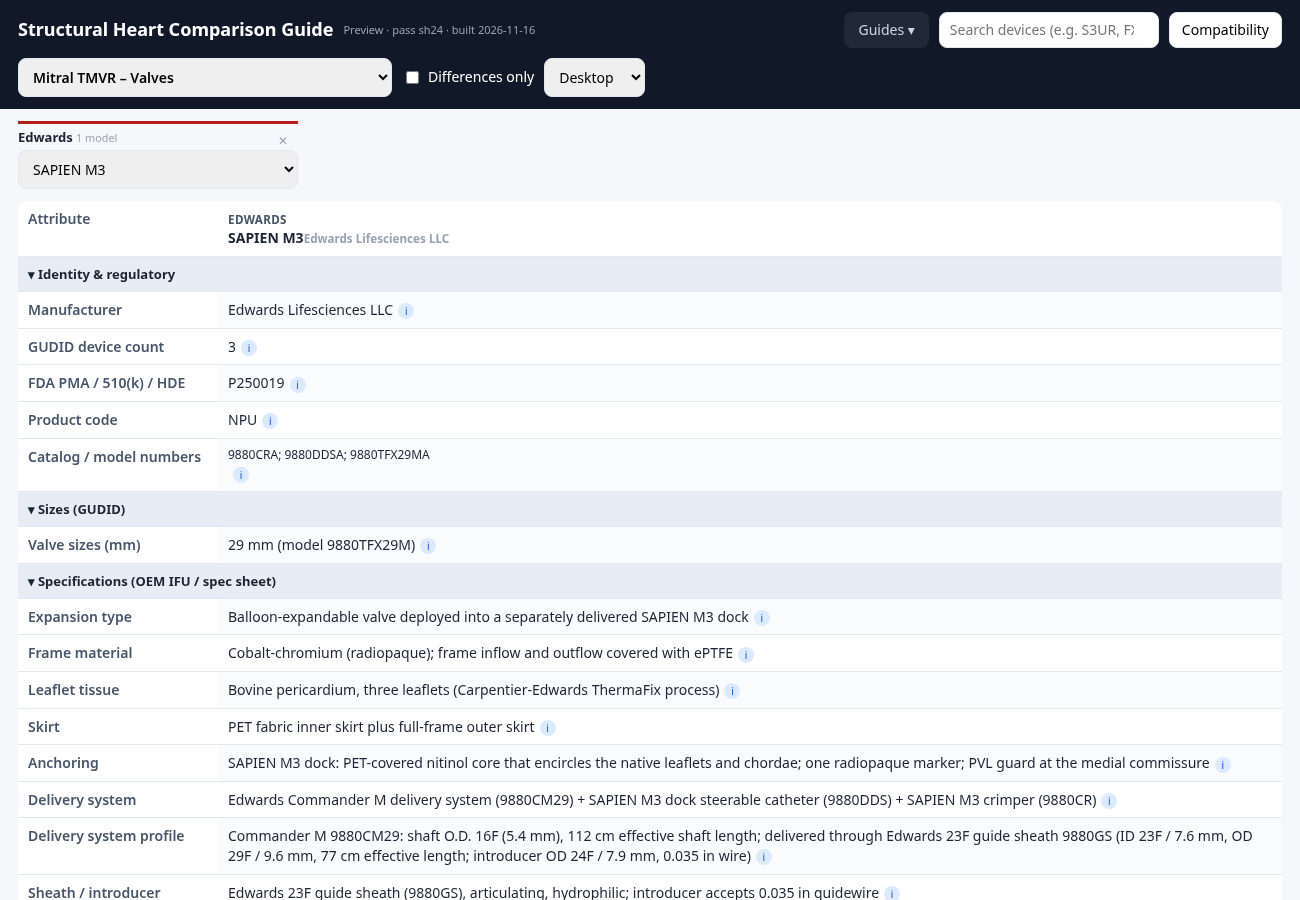 Structural Heart Comparison Guide Preview · pass sh24 · built 2026-11-16 Guides ▾ Search devices (e.g. S3UR, FX Compatibility
Mitral TMVR – Valves Differences only Desktop
Edwards 1 model ×
SAPIEN M3
Attribute EDWARDS
SAPIEN M3Edwards Lifesciences LLC
▾ Identity & regulatory
Manufacturer Edwards Lifesciences LLC i
GUDID device count 3 i
FDA PMA / 510(k) / HDE P250019 i
Product code NPU i
Catalog / model numbers 9880CRA; 9880DDSA; 9880TFX29MA
i
▾ Sizes (GUDID)
Valve sizes (mm) 29 mm (model 9880TFX29M) i
▾ Specifications (OEM IFU / spec sheet)
Expansion type Balloon-expandable valve deployed into a separately delivered SAPIEN M3 dock i
Frame material Cobalt-chromium (radiopaque); frame inflow and outflow covered with ePTFE i
Leaflet tissue Bovine pericardium, three leaflets (Carpentier-Edwards ThermaFix process) i
Skirt PET fabric inner skirt plus full-frame outer skirt i
Anchoring SAPIEN M3 dock: PET-covered nitinol core that encircles the native leaflets and chordae; one radiopaque marker; PVL guard at the medial commissure i
Delivery system Edwards Commander M delivery system (9880CM29) + SAPIEN M3 dock steerable catheter (9880DDS) + SAPIEN M3 crimper (9880CR) i
Delivery system profile Commander M 9880CM29: shaft O.D. 16F (5.4 mm), 112 cm effective shaft length; delivered through Edwards 23F guide sheath 9880GS (ID 23F / 7.6 mm, OD
29F / 9.6 mm, 77 cm effective length; introducer OD 24F / 7.9 mm, 0.035 in wire) i
Sheath / introducer Edwards 23F guide sheath (9880GS), articulating, hydrophilic; introducer accepts 0.035 in guidewire i